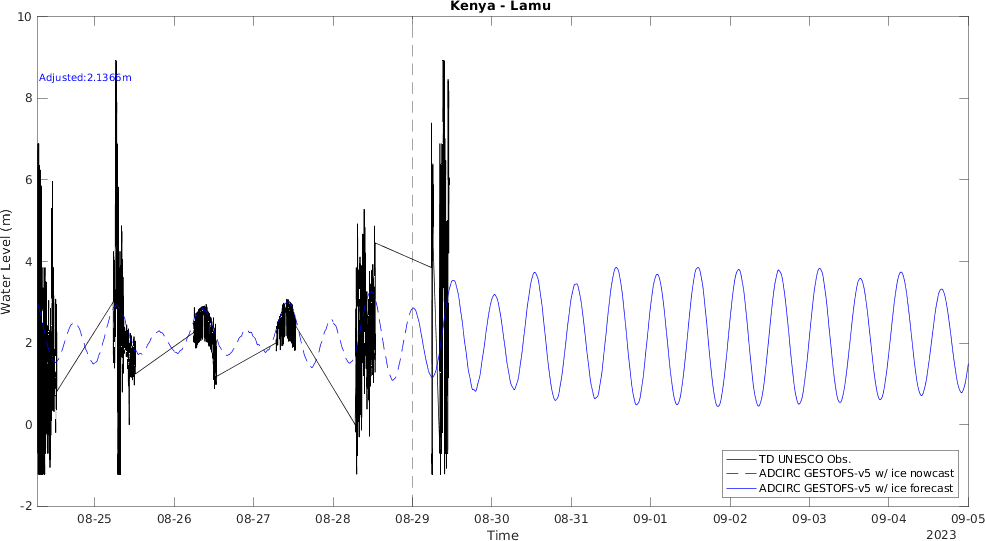 Kenya - Lamu
Adjusted:2.1366m
Water Level (m)
10
8
6
4
2
0
-2
08-25 08-26 08-27 08-28 08-29 08-30 08-31 09-01 09-02 09-03 09-04 09-05
Time
2023
TD UNESCO Obs.
ADCIRC GESTOFS-v5 w/ ice nowcast
ADCIRC GESTOFS-v5 w/ ice forecast